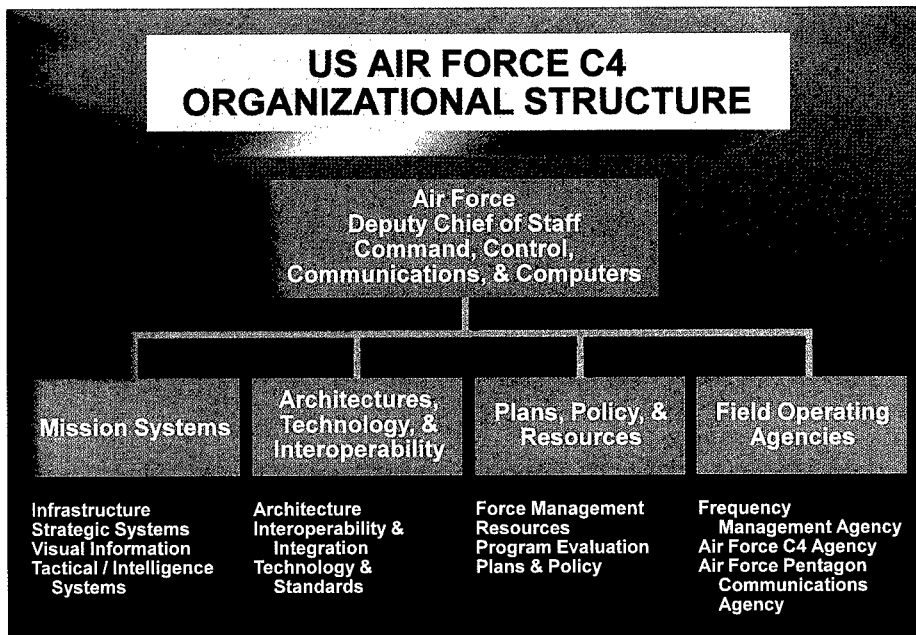 US AIR FORCE C4
ORGANIZATIONAL STRUCTURE
Air Force
Deputy Chief of Staff
Command, Control,
Communications, & Computers
Mission Systems
Architectures,
Technology, &
Interoperability
Plans, Policy, &
Resources
Field Operating
Agencies
Infrastructure
Strategic Systems
Visual Information
Tactical / Intelligence
Systems
Architecture
Interoperability &
Integration
Technology &
Standards
Force Management
Resources
Program Evaluation
Plans & Policy
Frequency
Management Agency
Air Force C4 Agency
Air Force Pentagon
Communications
Agency